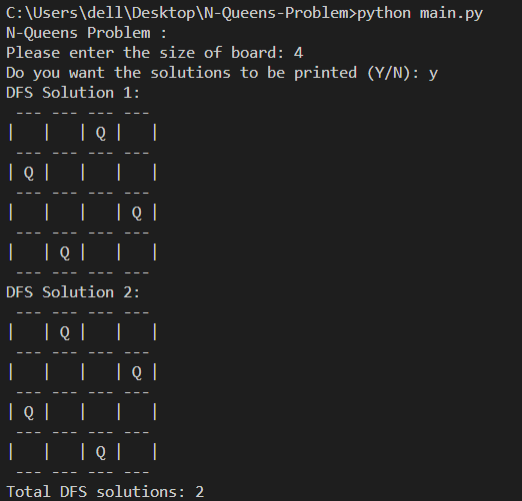 C:\Users\dell\Desktop\N-Queens-Problem>python main.py
N-Queens Problem :
Please enter the size of board: 4
Do you want the solutions to be printed (Y/N): y
DFS Solution 1:
 --- --- --- ---
|   |   | Q |   |
 --- --- --- ---
| Q |   |   |   |
 --- --- --- ---
|   |   |   | Q |
 --- --- --- ---
|   | Q |   |   |
 --- --- --- ---
DFS Solution 2:
 --- --- --- ---
|   | Q |   |   |
 --- --- --- ---
|   |   |   | Q |
 --- --- --- ---
| Q |   |   |   |
 --- --- --- ---
|   |   | Q |   |
 --- --- --- ---
Total DFS solutions: 2